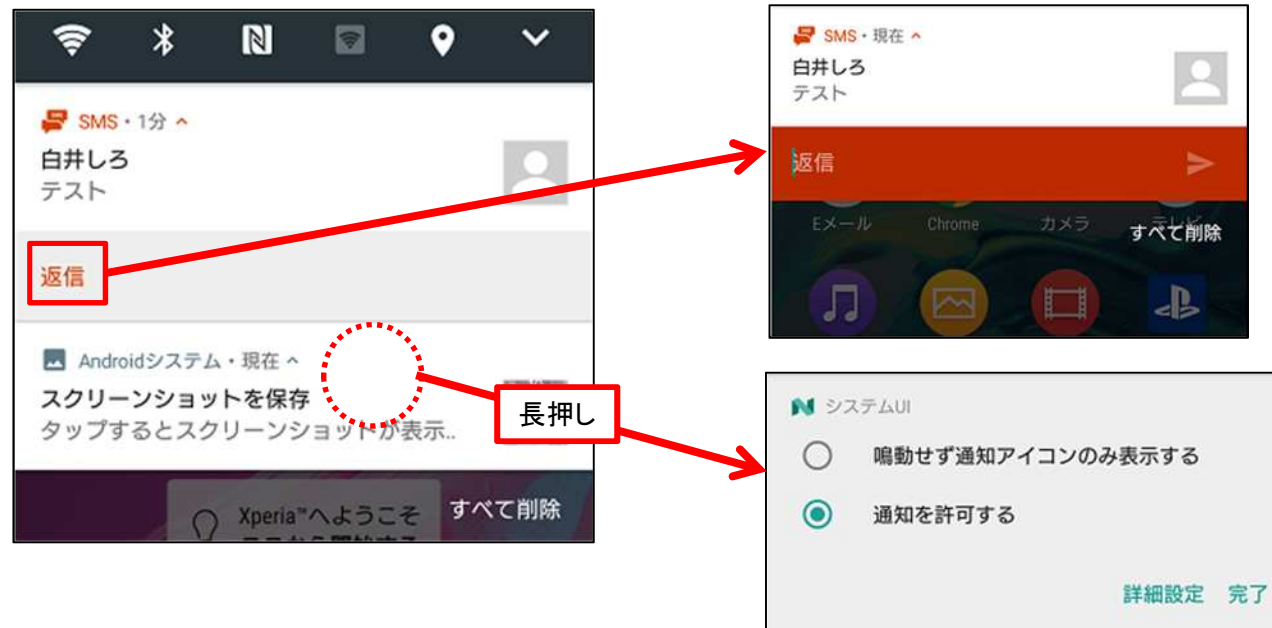 SMS・1分
白井しろ
テスト
返信
Androidシステム・現在
スクリーンショットを保存
タップするとスクリーンショットが表示..
Xperia™へようこそ
すべて削除
長押し
SMS・現在
白井しろ
テスト
返信
Eメール
Chrome
カメラ
テレビ
すべて削除
システムUI
鳴動せず通知アイコンのみ表示する
通知を許可する
詳細設定 完了